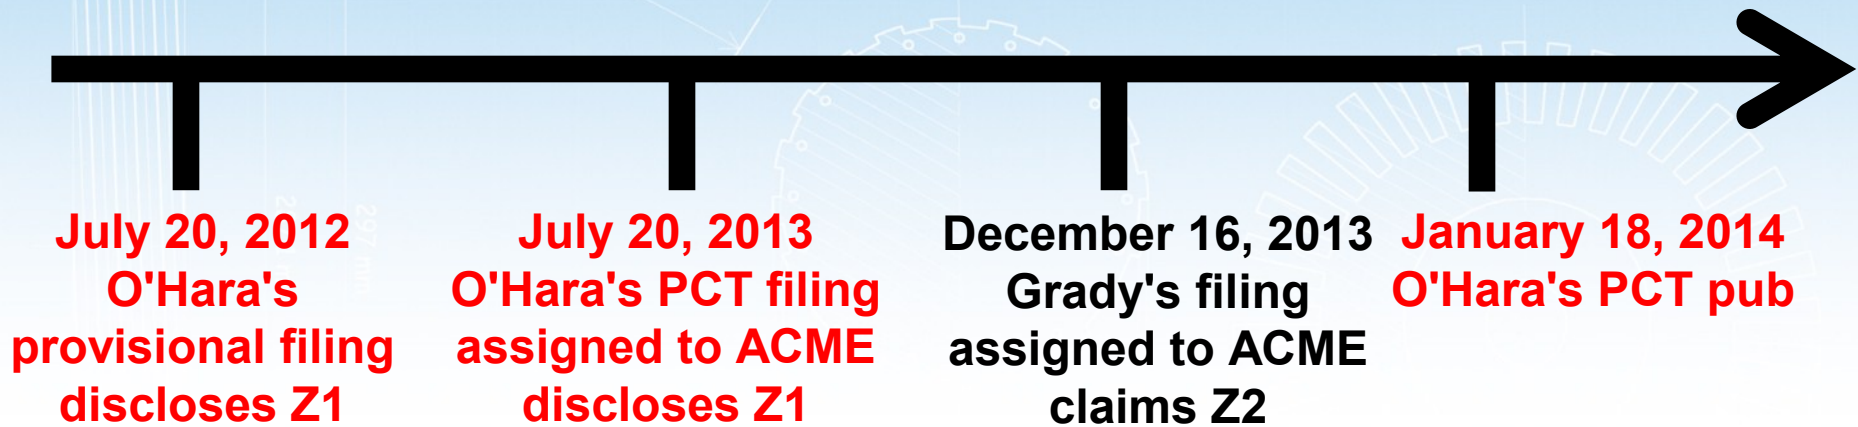 July 20, 2012
O'Hara's
provisional filing
discloses Z1
July 20, 2013
O'Hara's PCT filing
assigned to ACME
discloses Z1
December 16, 2013
Grady's filing
assigned to ACME
claims Z2
January 18, 2014
O'Hara's PCT pub